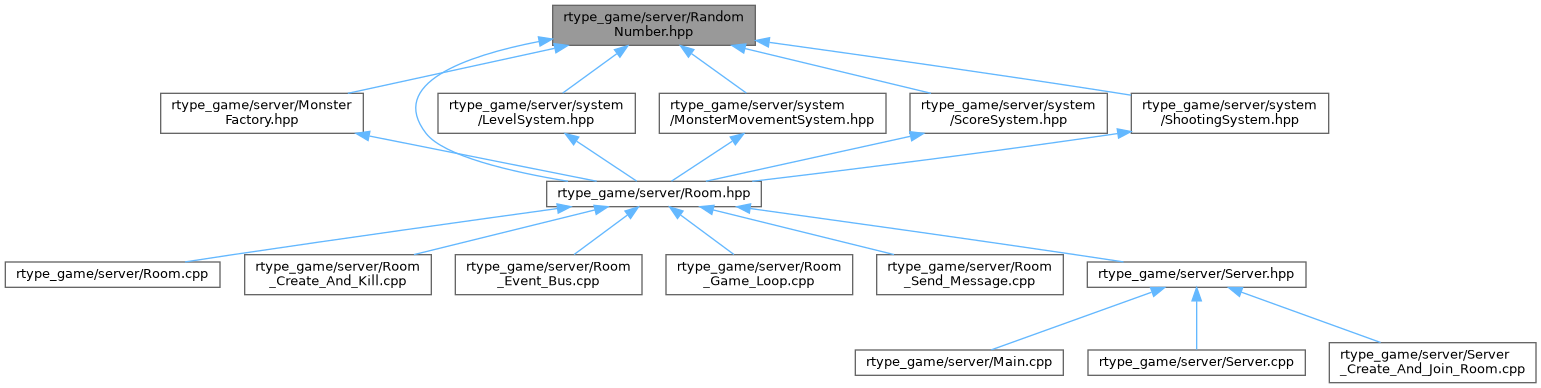 rtype_game/server/Random
Number.hpp
rtype_game/server/Monster
Factory.hpp
rtype_game/server/system
/LevelSystem.hpp
rtype_game/server/system
/MonsterMovementSystem.hpp
rtype_game/server/system
/ScoreSystem.hpp
rtype_game/server/system
/ShootingSystem.hpp
rtype_game/server/Room.hpp
rtype_game/server/Room.cpp
rtype_game/server/Room
_Create_And_Kill.cpp
rtype_game/server/Room
_Event_Bus.cpp
rtype_game/server/Room
_Game_Loop.cpp
rtype_game/server/Room
_Send_Message.cpp
rtype_game/server/Server.hpp
rtype_game/server/Main.cpp
rtype_game/server/Server.cpp
rtype_game/server/Server
_Create_And_Join_Room.cpp